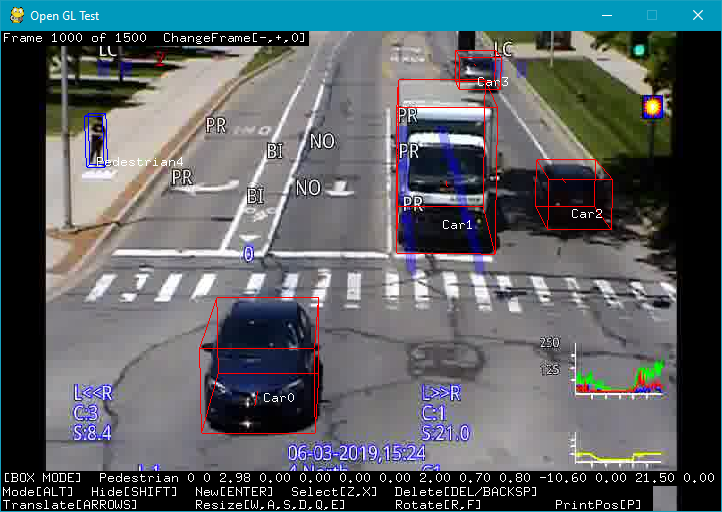 Open GL Test
Frame 1000 of 1500  ChangeFrame[-,+,O]
LC
2
LC
Car3
PR
PR
NO
BI
PR
Pedestrian4
PR
NO
BI
PR
Car2
Car1
0
250
125
L<<R
C:3
S:8.4
Car0
L>>R
C:1
S:21.0
06-03-2019,15:24
[BOX MODE]  Pedestrian 0 0 2.98 0.00 0.00 0.00 0.00 2.00 0.70 0.80 -10.60 0.00 21.50 0.00
Mode[ALT]  Hide[SHIFT]  New[ENTER]  Select[Z,X]  Delete[DEL/BACKSP]
Translate[ARROWS]  Resize[W,A,S,D,Q,E]  Rotate[R,F]  PrintPos[P]